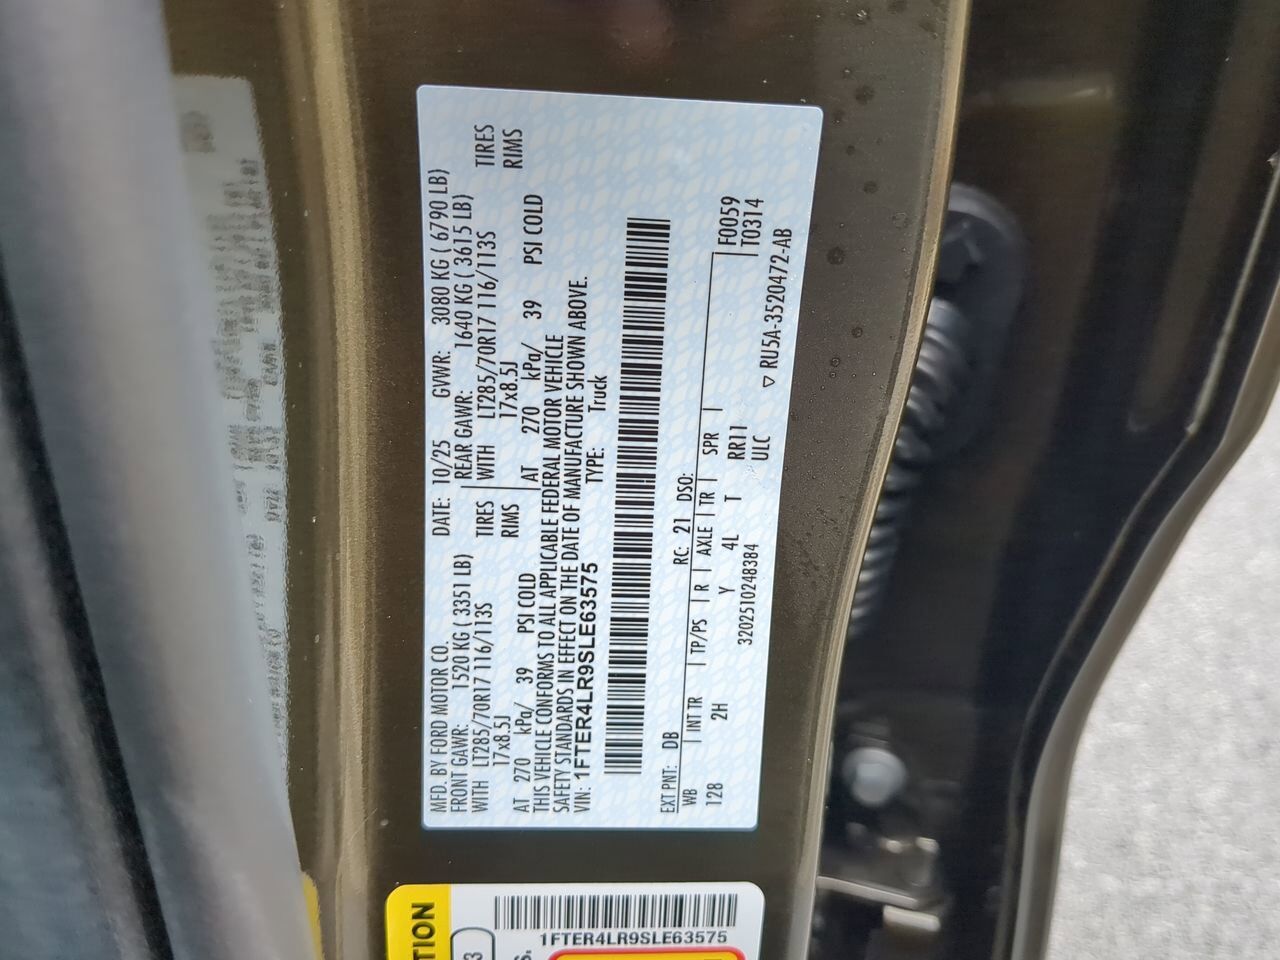 MFD. BY FORD MOTOR CO. DATE: 10/25 GVWR: 3080 KG ( 6790 LB)
FRONT GAWR: 1520 KG ( 3351 LB) REAR GAWR: 1640 KG ( 3615 LB)
WITH LT285/70R17 116/113S TIRES WITH LT285/70R17 116/113S TIRES
17x8.5J RIMS 17x8.5J RIMS
AT 270 kPa/ 39 PSI COLD AT 270 kPa/ 39 PSI COLD
THIS VEHICLE CONFORMS TO ALL APPLICABLE FEDERAL MOTOR VEHICLE
SAFETY STANDARDS IN EFFECT ON THE DATE OF MANUFACTURE SHOWN ABOVE.
VIN: 1FTER4LR9SLE63575 TYPE: Truck
EXT PNT: DB RC: 21 DSO: F0059
WB INT TR TP/PS R AXLE TR SPR T0314
128 2H Y 4L T RR11
3202510248384 ULC
▽ RU5A-3520472-AB
TION
1FTER4LR9SLE63575